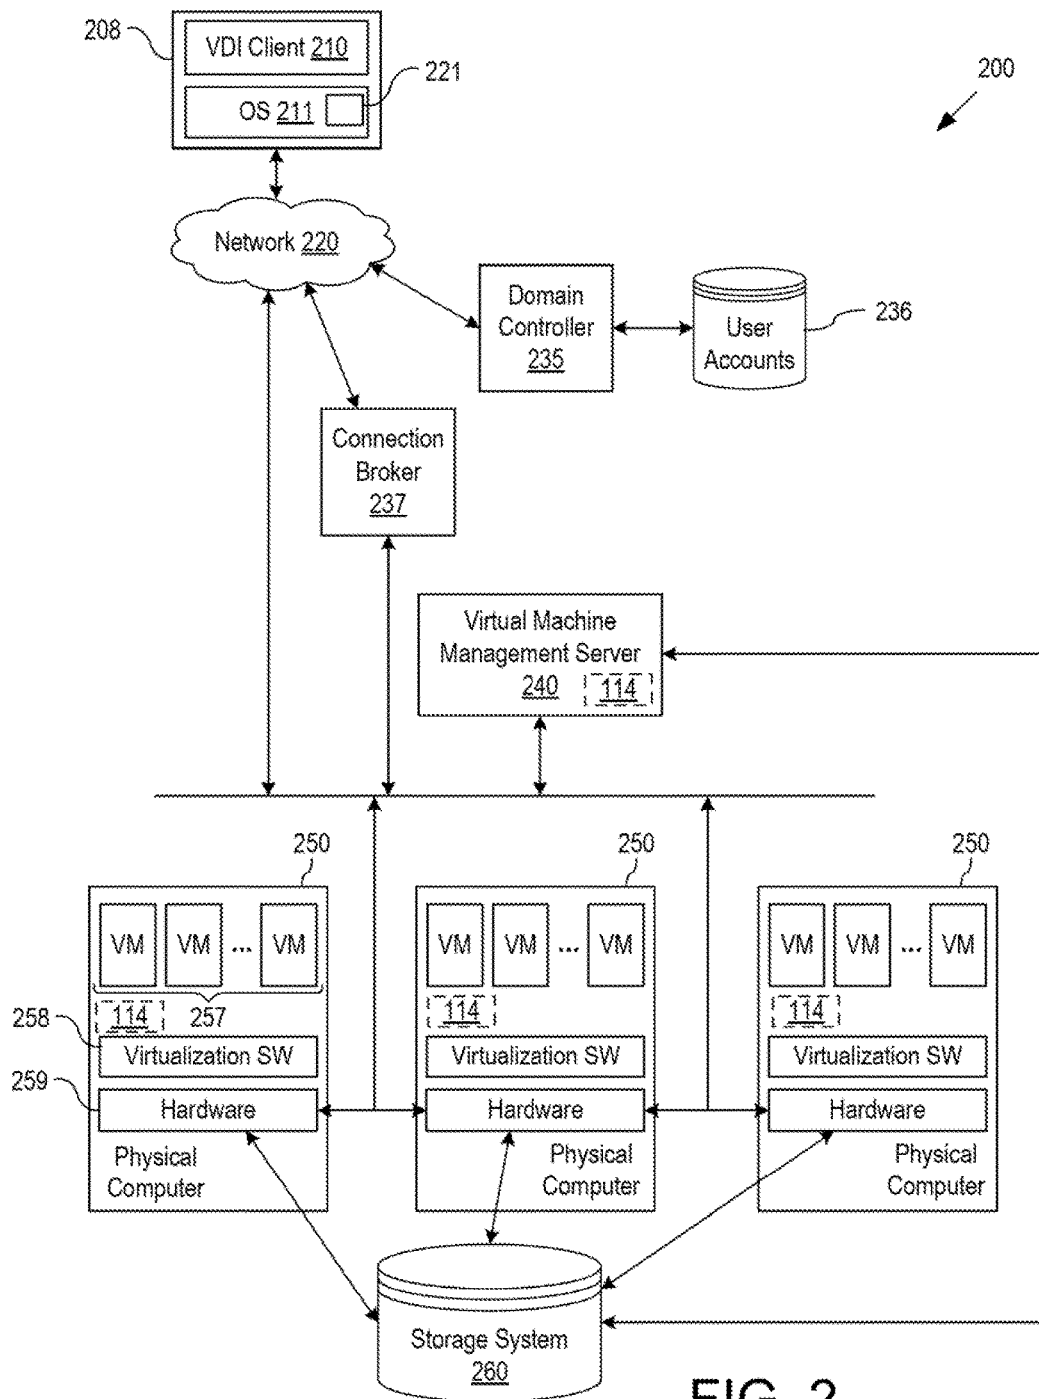 208
VDI Client 210
OS 211
221
200
Network 220
Domain
Controller
235
User
Accounts
236
Connection
Broker
237
Virtual Machine
Management Server
240
114
250
250
250
VM VM ... VM
VM VM ... VM
VM VM ... VM
114
257
114
114
258
Virtualization SW
Virtualization SW
Virtualization SW
259
Hardware
Hardware
Hardware
Physical
Computer
Physical
Computer
Physical
Computer
Storage System
260
FIG. 2